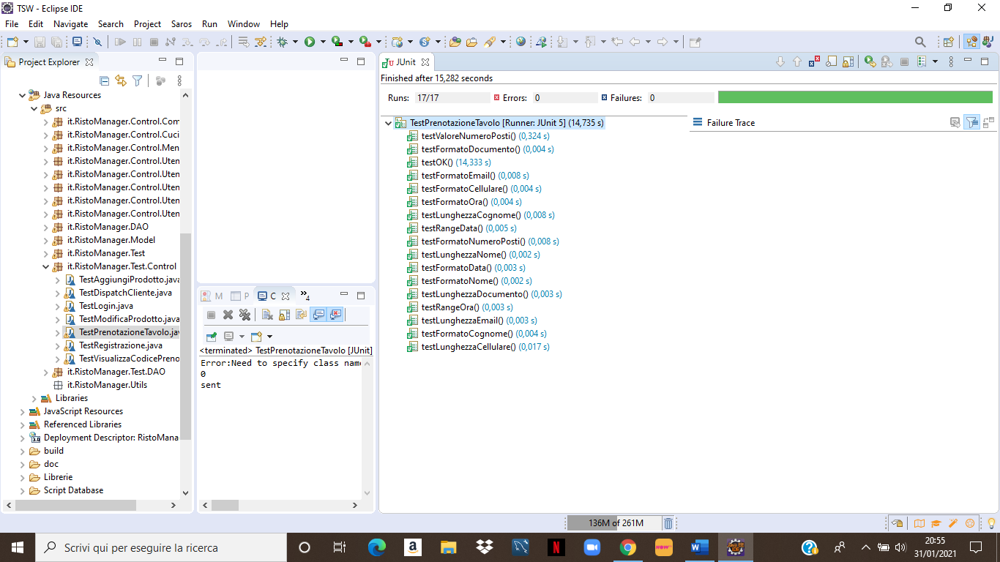 TSW - Eclipse IDE
File Edit Navigate Search Project Saros Run Window Help
Project Explorer
Java Resources
src
it.RistoManager.Control.Com
it.RistoManager.Control.Cuci
it.RistoManager.Control.Men
it.RistoManager.Control.Uten
it.RistoManager.Control.Uten
it.RistoManager.Control.Uten
it.RistoManager.Control.Uten
it.RistoManager.Control.Uten
it.RistoManager.DAO
it.RistoManager.Model
it.RistoManager.Test
it.RistoManager.Test.Control
TestAggiungiProdotto.java
TestDispatchCliente.java
TestLogin.java
TestModificaProdotto.java
TestPrenotazioneTavolo.jav
TestRegistrazione.java
TestVisualizzaCodicePreno
it.RistoManager.Test.DAO
it.RistoManager.Utils
Libraries
JavaScript Resources
Referenced Libraries
Deployment Descriptor: RistoMana
3.0
build
doc
Librerie
Script Database
M P C »4
<terminated> TestPrenotazioneTavolo [JUnit]
Error:Need to specify class name
0
sent
JUnit
Finished after 15,282 seconds
Runs: 17/17 Errors: 0 Failures: 0
TestPrenotazioneTavolo [Runner: JUnit 5] (14,735 s)
testValoreNumeroPosti() (0,324 s)
testFormatoDocumento() (0,004 s)
testOK() (14,333 s)
testFormatoEmail() (0,008 s)
testFormatoCellulare() (0,004 s)
testFormatoOra() (0,004 s)
testLunghezzaCognome() (0,008 s)
testRangeData() (0,005 s)
testFormatoNumeroPosti() (0,008 s)
testLunghezzaNome() (0,002 s)
testFormatoData() (0,003 s)
testFormatoNome() (0,002 s)
testLunghezzaDocumento() (0,003 s)
testRangeOra() (0,003 s)
testLunghezzaEmail() (0,003 s)
testFormatoCognome() (0,004 s)
testLunghezzaCellulare() (0,017 s)
Failure Trace
136M of 261M
Scrivi qui per eseguire la ricerca
20:55
31/01/2021